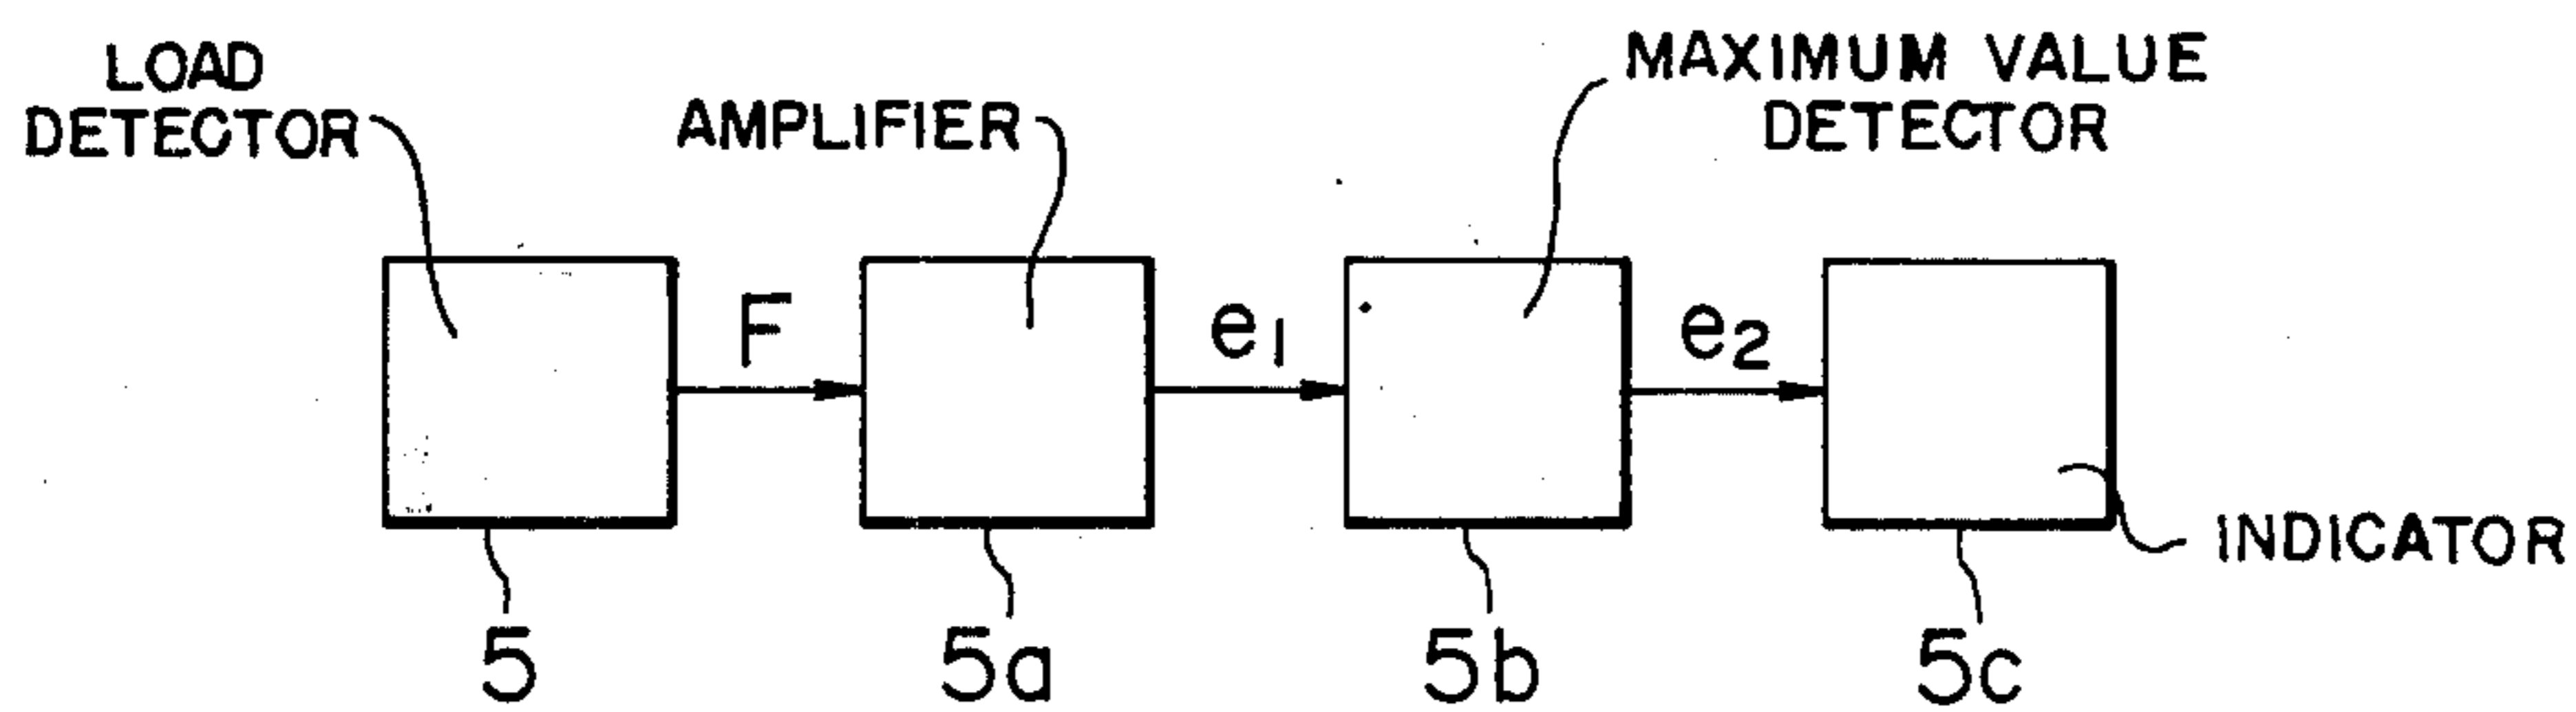 LOAD
DETECTOR
AMPLIFIER
MAXIMUM VALUE
DETECTOR
F
e1
e2
INDICATOR
5
5a
5b
5c